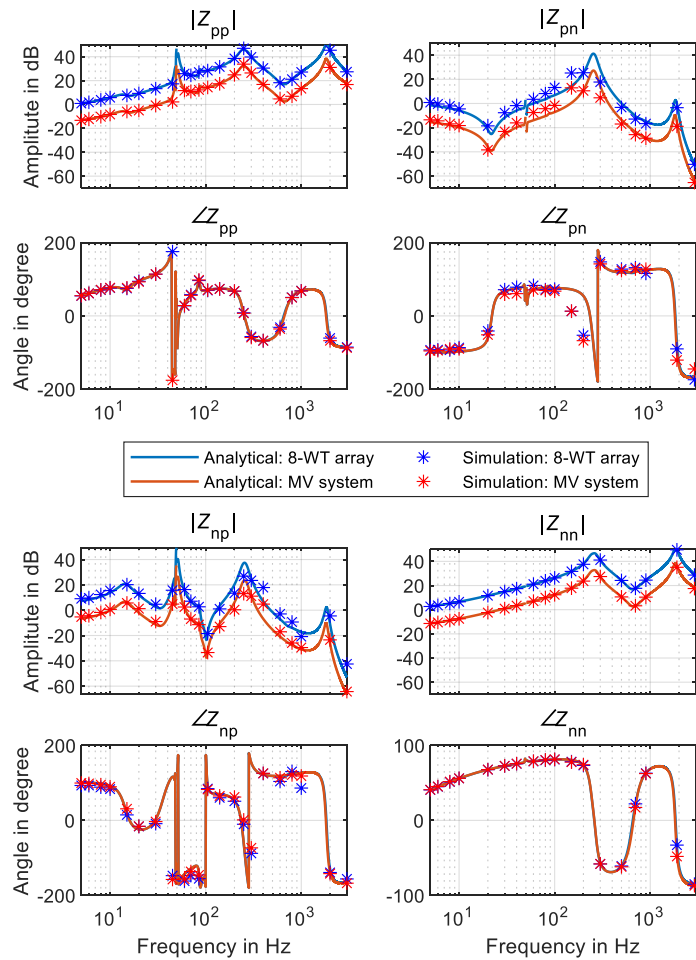 |Zpp|
|Zpn|
Amplitude in dB
40
20
0
-20
-40
-60
40
20
0
-20
-40
-60
∠Zpp
∠Zpn
Angle in degree
200
0
-200
200
0
-200
10^1
10^2
10^3
10^1
10^2
10^3
Analytical: 8-WT array
Simulation: 8-WT array
Analytical: MV system
Simulation: MV system
|Znp|
|Znn|
Amplitude in dB
40
20
0
-20
-40
-60
40
20
0
-20
-40
-60
∠Znp
∠Znn
Angle in degree
200
0
-200
100
0
-100
10^1
10^2
10^3
10^1
10^2
10^3
Frequency in Hz
Frequency in Hz